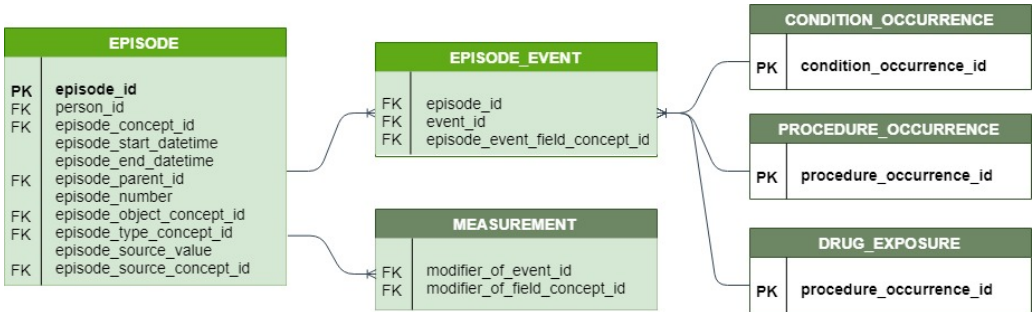 EPISODE
PK episode_id
FK person_id
FK episode_concept_id
episode_start_datetime
episode_end_datetime
FK episode_parent_id
episode_number
FK episode_object_concept_id
FK episode_type_concept_id
episode_source_value
FK episode_source_concept_id
EPISODE_EVENT
FK episode_id
FK event_id
FK episode_event_field_concept_id
MEASUREMENT
FK modifier_of_event_id
FK modifier_of_field_concept_id
CONDITION_OCCURRENCE
PK condition_occurrence_id
PROCEDURE_OCCURRENCE
PK procedure_occurrence_id
DRUG_EXPOSURE
PK procedure_occurrence_id